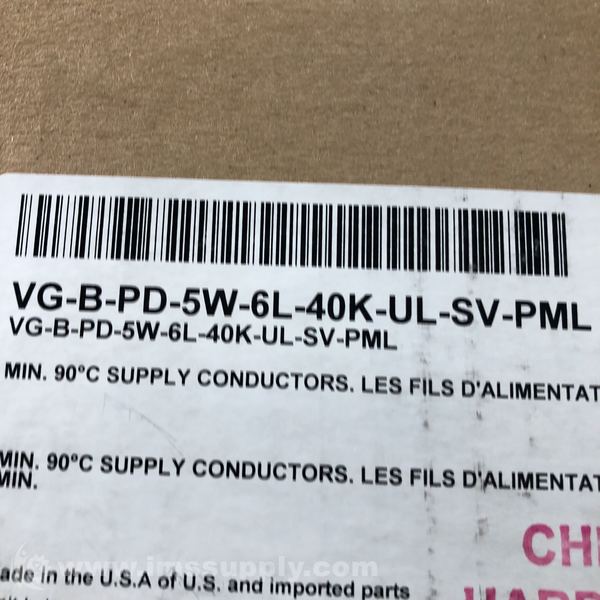 VG-B-PD-5W-6L-40K-UL-SV-PML
VG-B-PD-5W-6L-40K-UL-SV-PML
MIN. 90°C SUPPLY CONDUCTORS. LES FILS D'ALIMENTAT
MIN. 90°C SUPPLY CONDUCTORS. LES FILS D'ALIMENTAT
MIN.
CH
www.imssupply.com
ade in the U.S.A of U.S. and imported parts